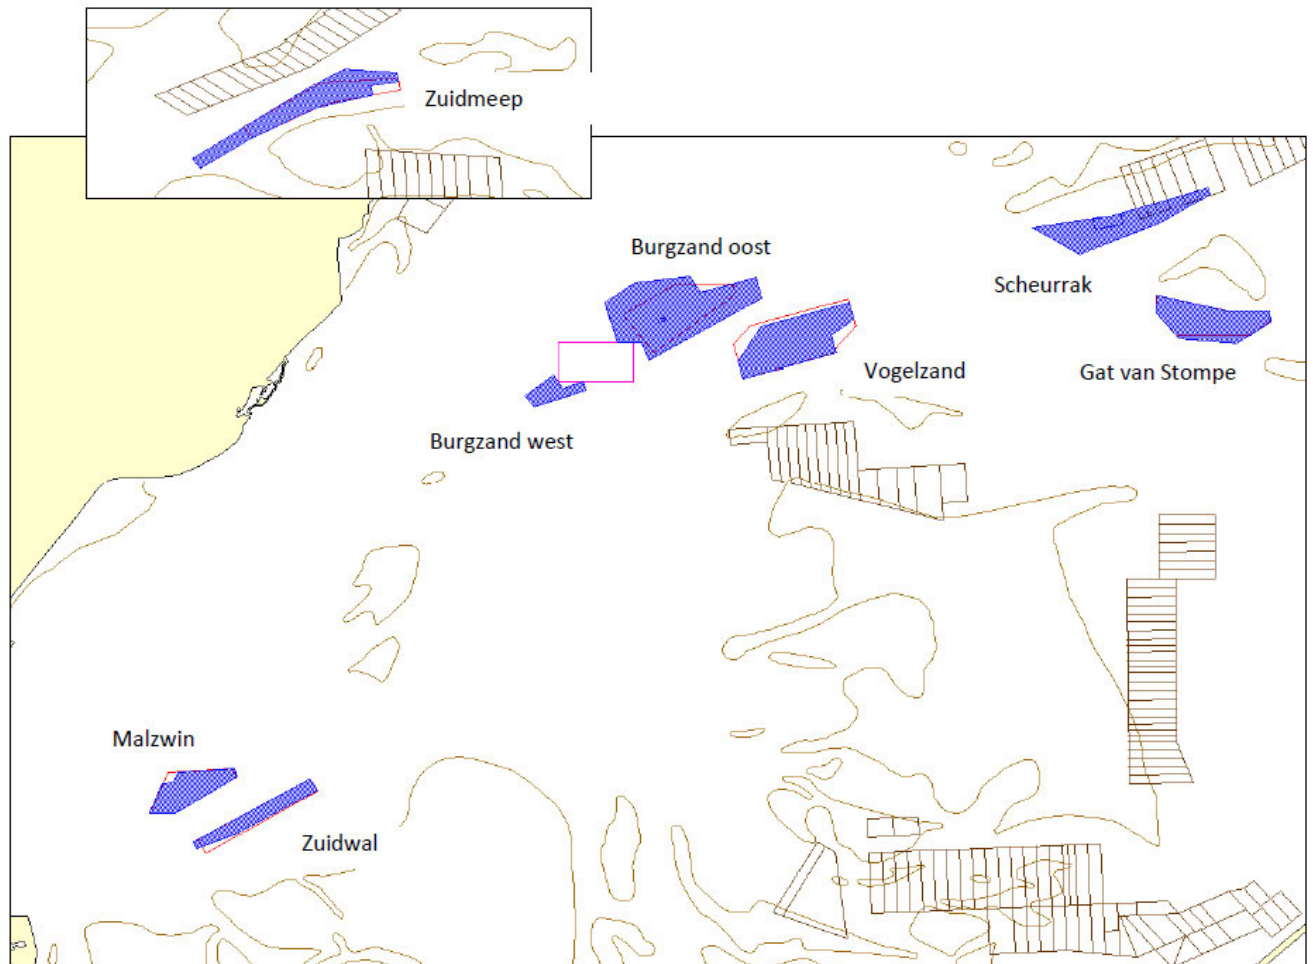 Zuidmeep
Burgzand oost
Scheurrak
Vogelzand
Gat van Stompe
Burgzand west
Malzwin
Zuidwal